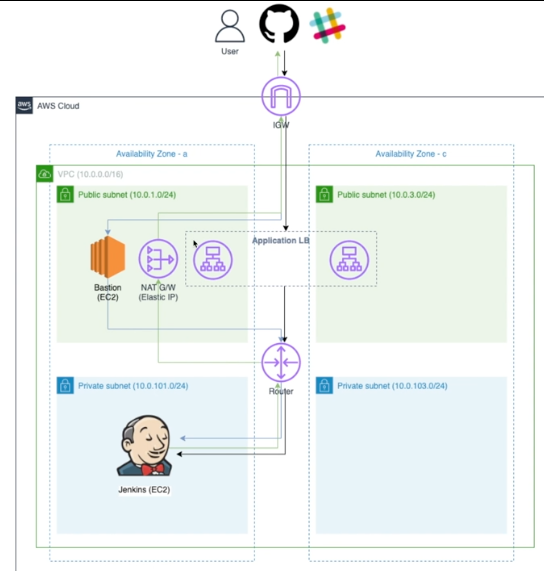 User
IGW
aws
AWS Cloud
Availability Zone - a
Availability Zone - c
VPC (10.0.0.0/16)
Public subnet (10.0.1.0/24)
Public subnet (10.0.3.0/24)
Application LB
Bastion
(EC2)
NAT G/W
(Elastic IP)
Router
Private subnet (10.0.101.0/24)
Private subnet (10.0.103.0/24)
Jenkins (EC2)